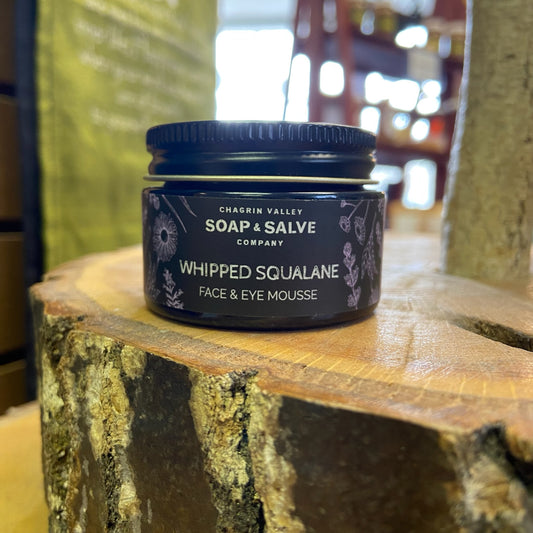 CHAGRIN VALLEY
SOAP & SALVE
COMPANY
WHIPPED SQUALANE
FACE & EYE MOUSSE